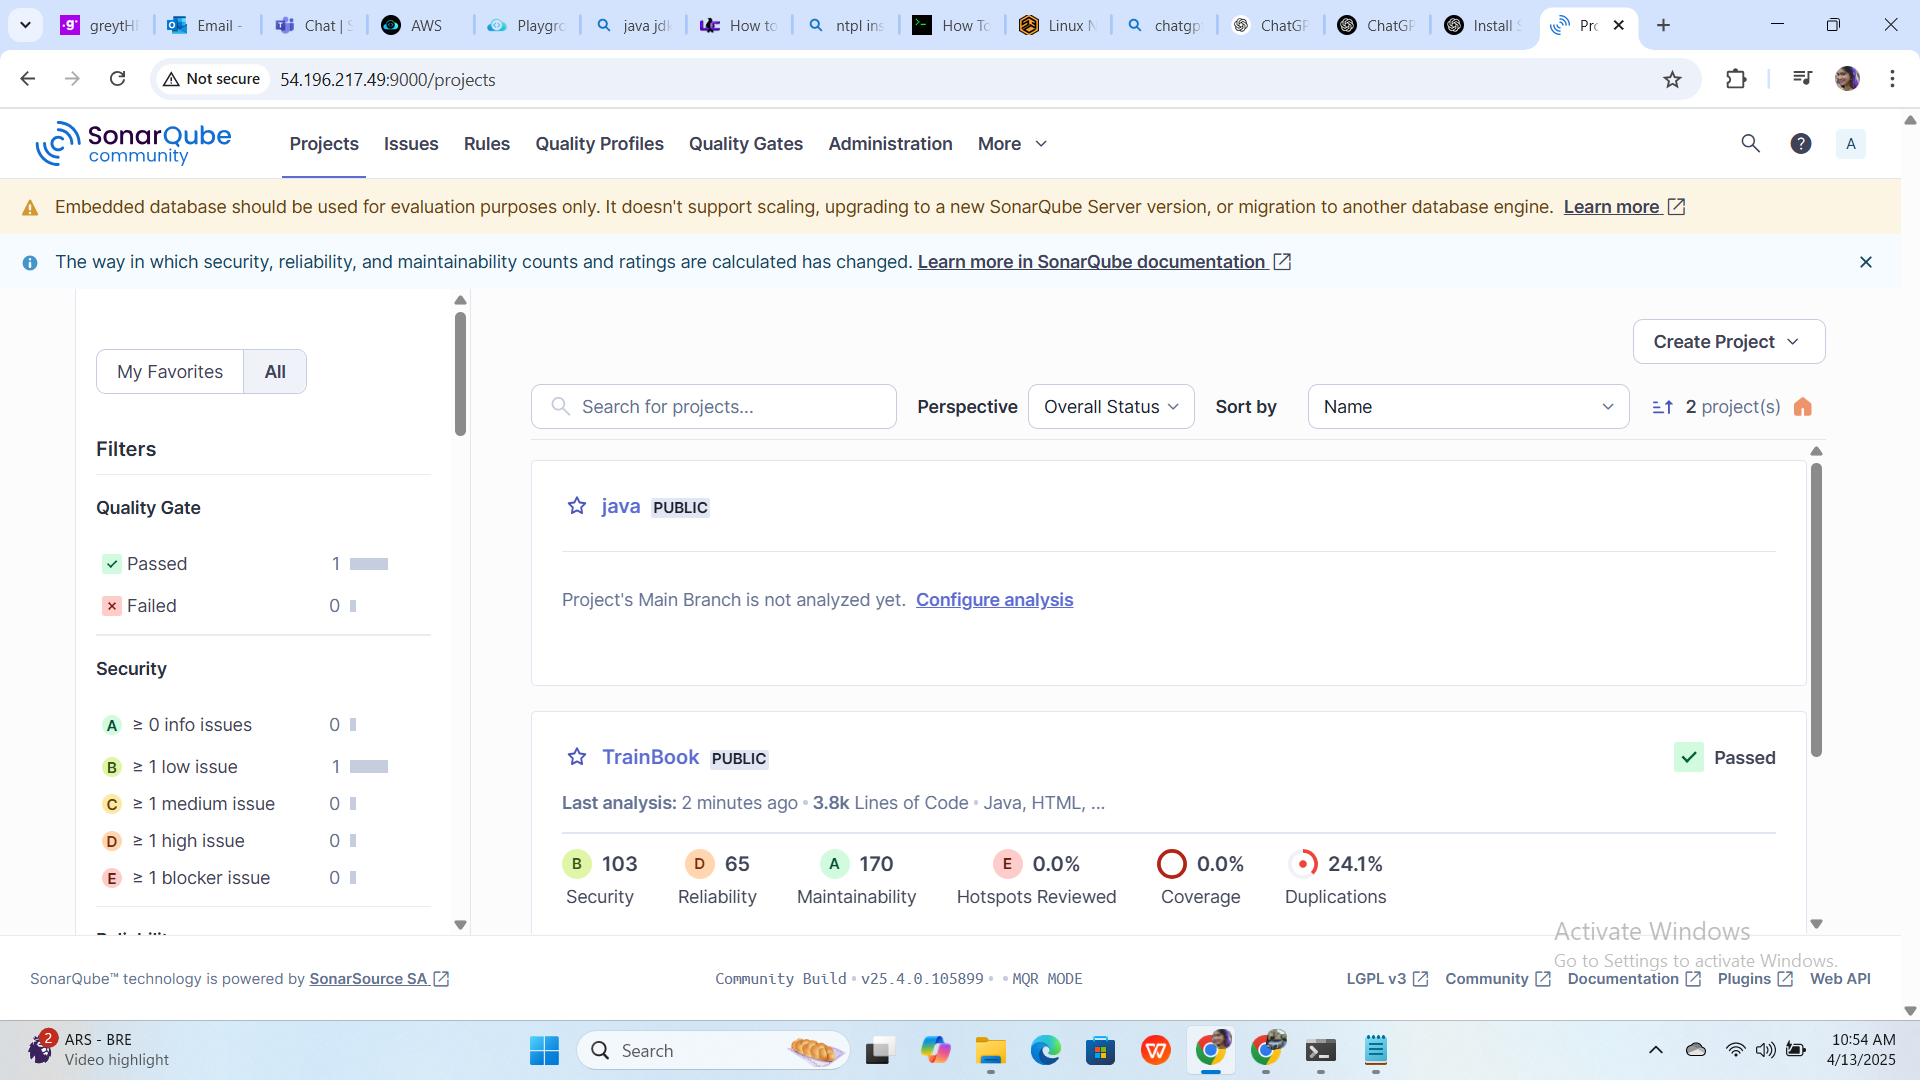 greytH
Email -
Chat | S
AWS
Playgro
java jdk
How to
ntpl ins
How To
Linux N
chatgp
ChatGP
ChatGP
Install S
Pro
Not secure
54.196.217.49:9000/projects
SonarQube
community
Projects
Issues
Rules
Quality Profiles
Quality Gates
Administration
More
?
A
Embedded database should be used for evaluation purposes only. It doesn't support scaling, upgrading to a new SonarQube Server version, or migration to another database engine. Learn more
The way in which security, reliability, and maintainability counts and ratings are calculated has changed. Learn more in SonarQube documentation
My Favorites
All
Create Project
Search for projects...
Perspective
Overall Status
Sort by
Name
2 project(s)
Filters
Quality Gate
Passed 1
Failed 0
Security
A ≥ 0 info issues 0
B ≥ 1 low issue 1
C ≥ 1 medium issue 0
D ≥ 1 high issue 0
E ≥ 1 blocker issue 0
java PUBLIC
Project's Main Branch is not analyzed yet. Configure analysis
TrainBook PUBLIC
Passed
Last analysis: 2 minutes ago • 3.8k Lines of Code • Java, HTML, ...
B 103
D 65
A 170
E 0.0%
0.0%
24.1%
Security
Reliability
Maintainability
Hotspots Reviewed
Coverage
Duplications
Activate Windows
Go to Settings to activate Windows.
SonarQube™ technology is powered by SonarSource SA
Community Build • v25.4.0.105899 • • MQR MODE
LGPL v3
Community
Documentation
Plugins
Web API
2
ARS - BRE
Video highlight
Search
10:54 AM
4/13/2025